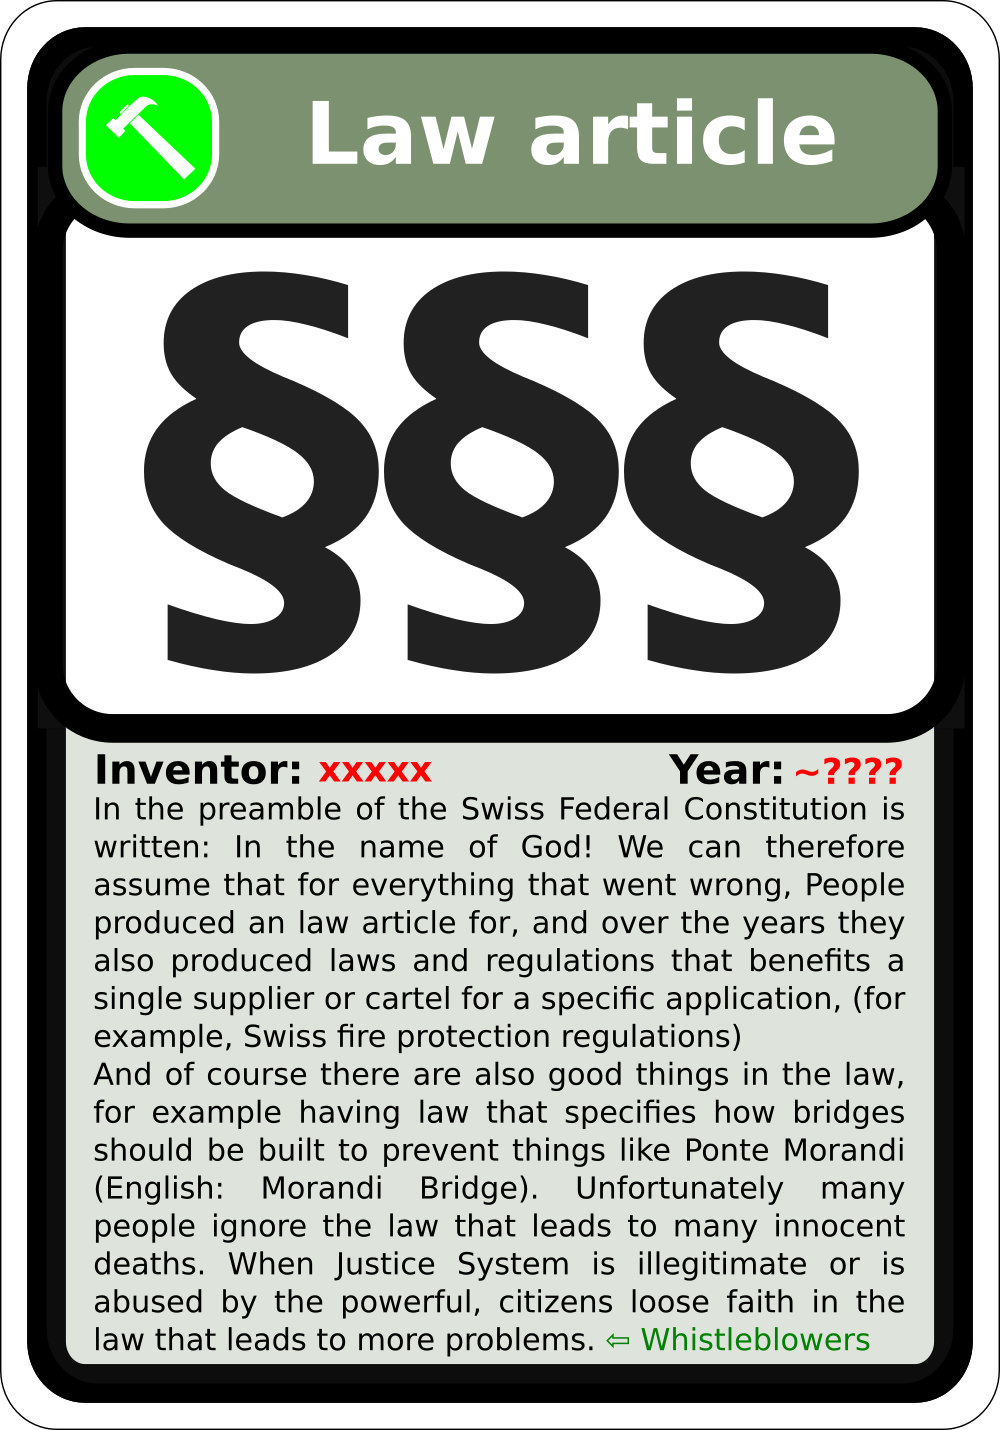 Law article
§§§
Inventor: xxxxx Year: ~????
In the preamble of the Swiss Federal Constitution is
written: In the name of God! We can therefore
assume that for everything that went wrong, People
produced an law article for, and over the years they
also produced laws and regulations that benefits a
single supplier or cartel for a specific application, (for
example, Swiss fire protection regulations)
And of course there are also good things in the law,
for example having law that specifies how bridges
should be built to prevent things like Ponte Morandi
(English: Morandi Bridge). Unfortunately many
people ignore the law that leads to many innocent
deaths. When Justice System is illegitimate or is
abused by the powerful, citizens loose faith in the
law that leads to more problems. ⇦ Whistleblowers